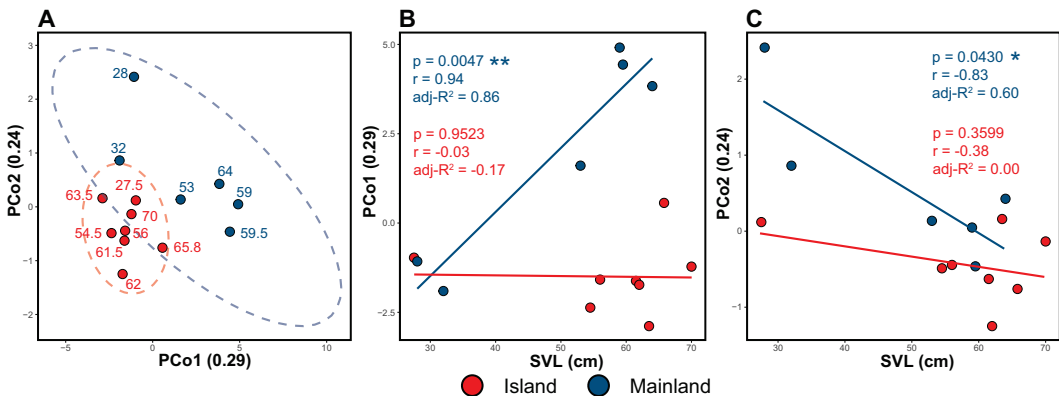 A
PCo2 (0.24)
3
2
1
0
−1
−2
28
32
64
53
59
59.5
63.5
27.5
70
54.5
56
61.5
65.8
62
−5
0
5
10
PCo1 (0.29)
B
PCo1 (0.29)
5.0
2.5
0.0
−2.5
p = 0.0047 **
r = 0.94
adj-R² = 0.86
p = 0.9523
r = -0.03
adj-R² = -0.17
30
40
50
60
70
SVL (cm)
C
PCo2 (0.24)
2
1
0
−1
p = 0.0430 *
r = -0.83
adj-R² = 0.60
p = 0.3599
r = -0.38
adj-R² = 0.00
30
40
50
60
70
SVL (cm)
Island
Mainland